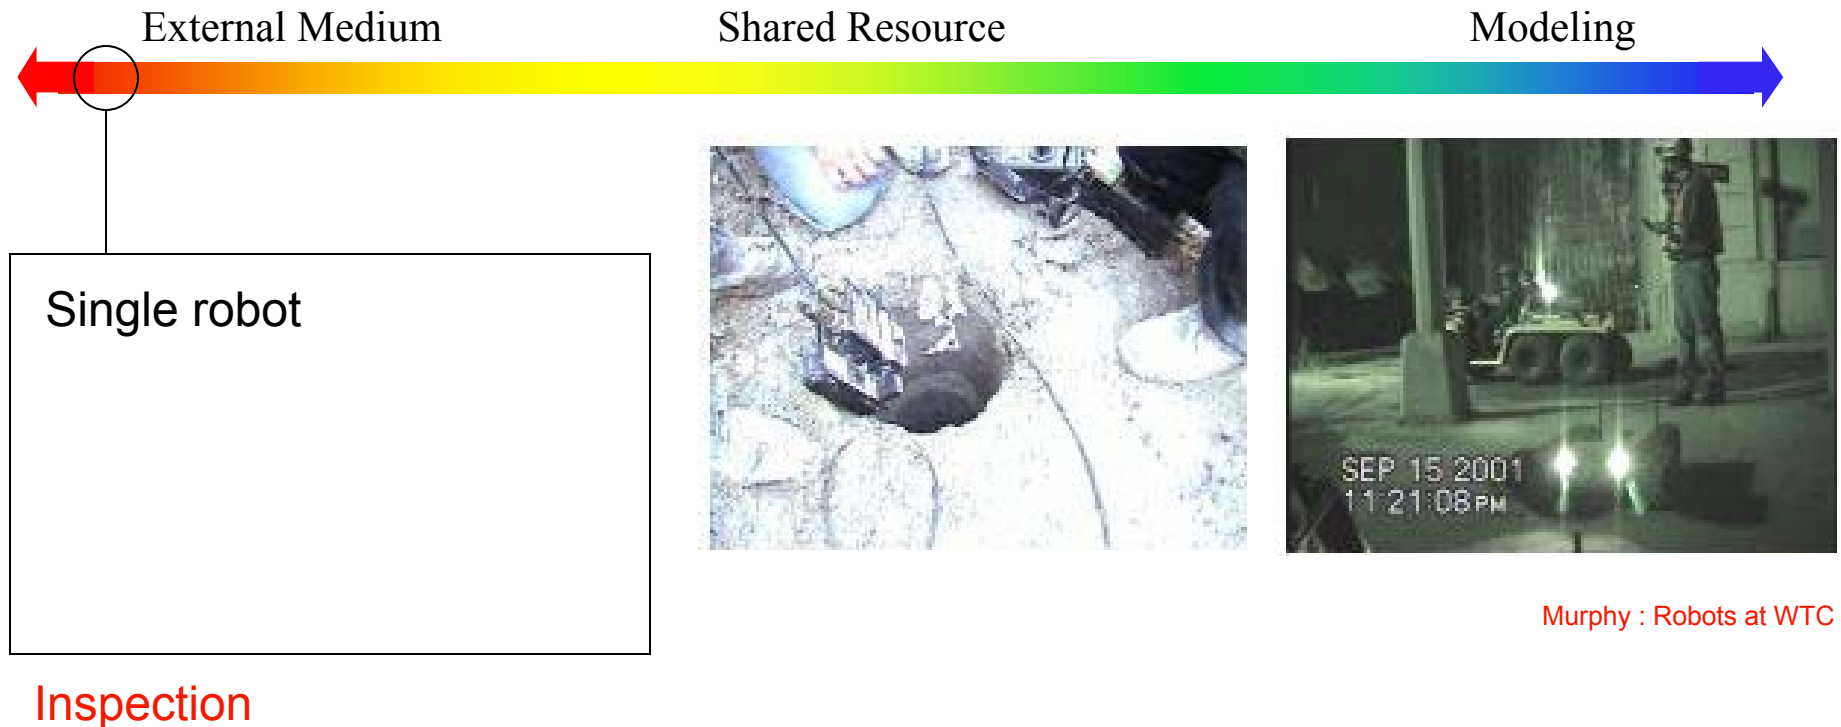 External Medium Shared Resource Modeling
Single robot
SEP 15 2001
11:21:08 PM
Murphy : Robots at WTC
Inspection